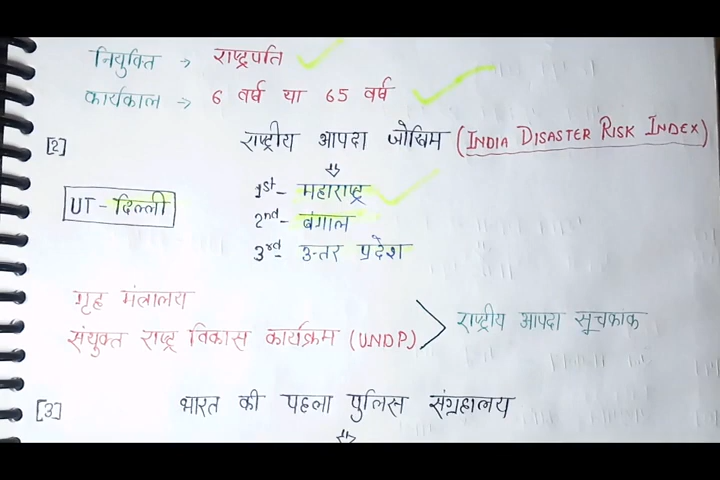 नियुक्ति → राष्ट्रपति
कार्यकाल → 6 वर्ष या 65 वर्ष
[2] राष्ट्रीय आपदा जोखिम (INDIA DISASTER RISK INDEX)
1st- महाराष्ट्र
UT - दिल्ली
2nd- बंगाल
3rd- उत्तर प्रदेश
गृह मंत्रालय
संयुक्त राष्ट्र विकास कार्यक्रम (UNDP)
राष्ट्रीय आपदा सूचकाक
[3] भारत की पहला पुलिस संग्रहालय